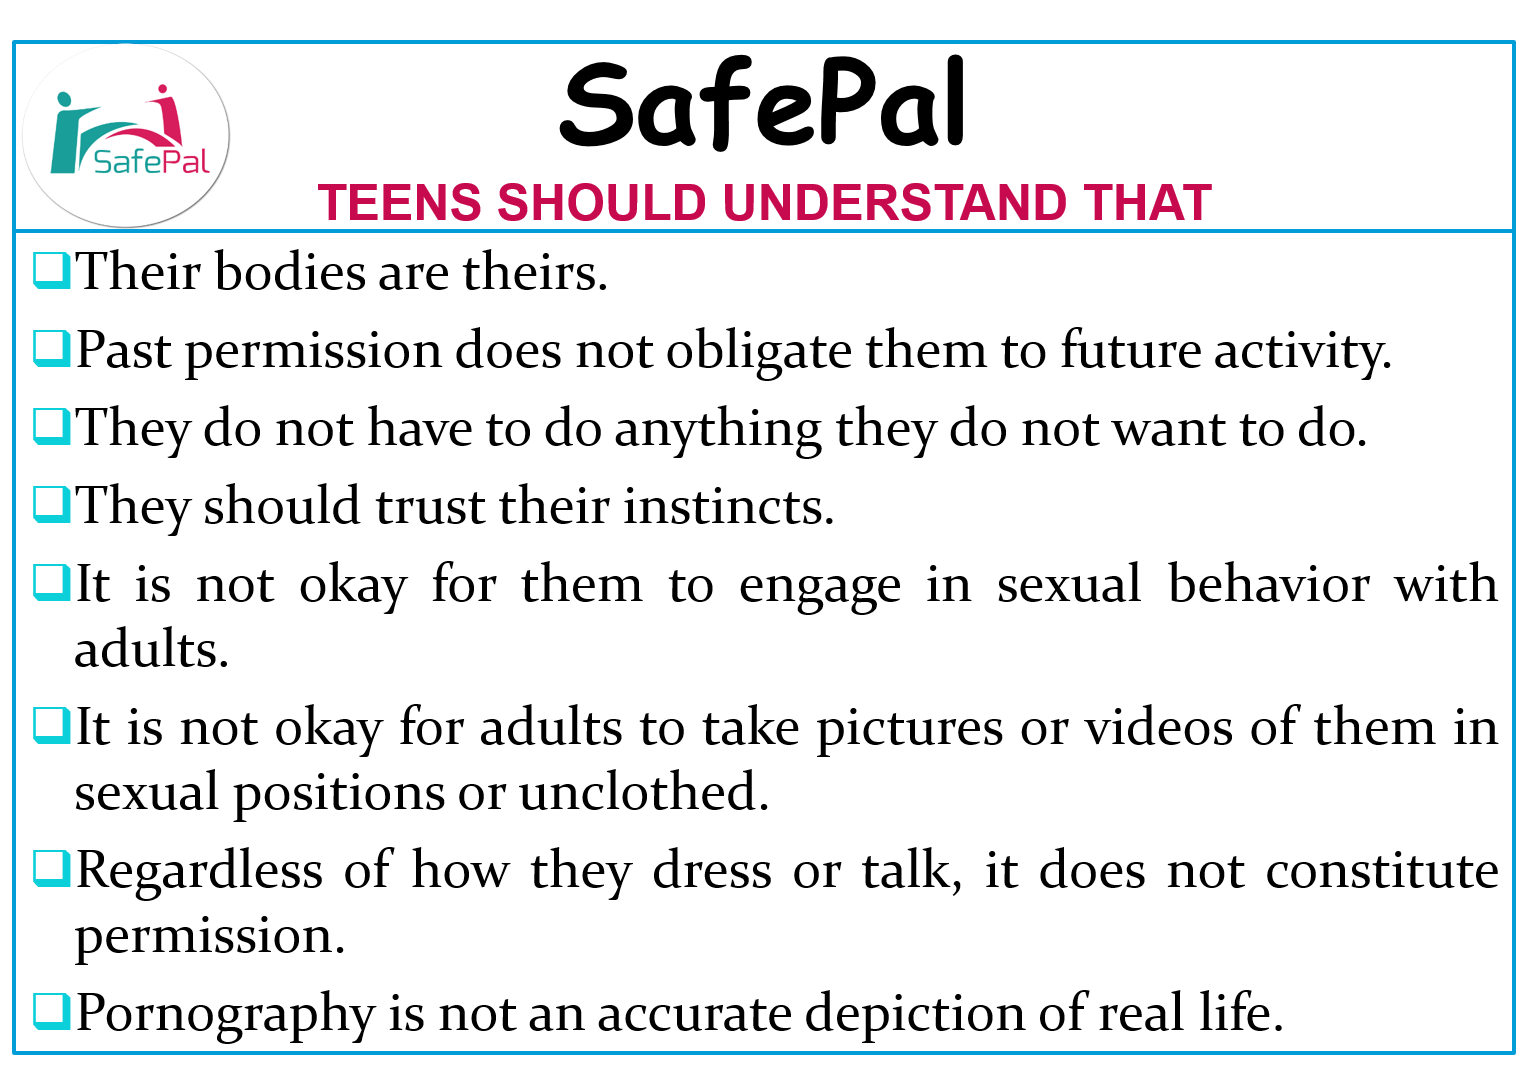 SafePal
SafePal
TEENS SHOULD UNDERSTAND THAT
Their bodies are theirs.
Past permission does not obligate them to future activity.
They do not have to do anything they do not want to do.
They should trust their instincts.
It is not okay for them to engage in sexual behavior with
adults.
It is not okay for adults to take pictures or videos of them in
sexual positions or unclothed.
Regardless of how they dress or talk, it does not constitute
permission.
Pornography is not an accurate depiction of real life.